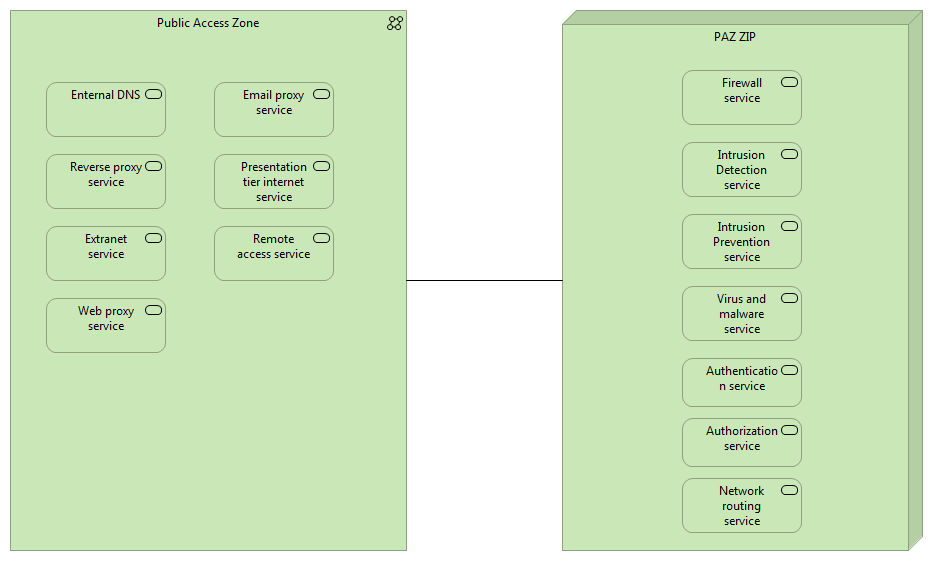 Public Access Zone
Enternal DNS
Email proxy
service
Reverse proxy
service
Presentation
tier internet
service
Extranet
service
Remote
access service
Web proxy
service
PAZ ZIP
Firewall
service
Intrusion
Detection
service
Intrusion
Prevention
service
Virus and
malware
service
Authenticatio
n service
Authorization
service
Network
routing
service